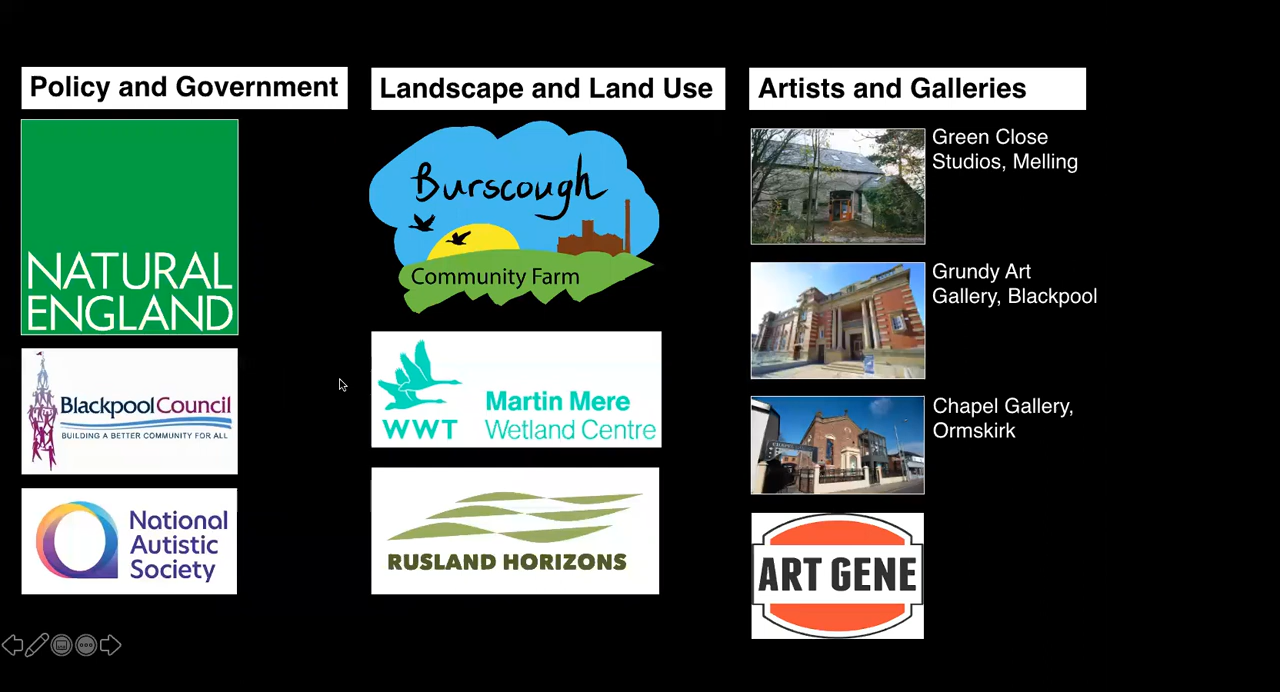 Policy and Government
NATURAL
ENGLAND
BlackpoolCouncil
BUILDING A BETTER COMMUNITY FOR ALL
National
Autistic
Society
Landscape and Land Use
Burscough
Community Farm
WWT
Martin Mere
Wetland Centre
RUSLAND HORIZONS
Artists and Galleries
Green Close
Studios, Melling
Grundy Art
Gallery, Blackpool
Chapel Gallery,
Ormskirk
ART GENE